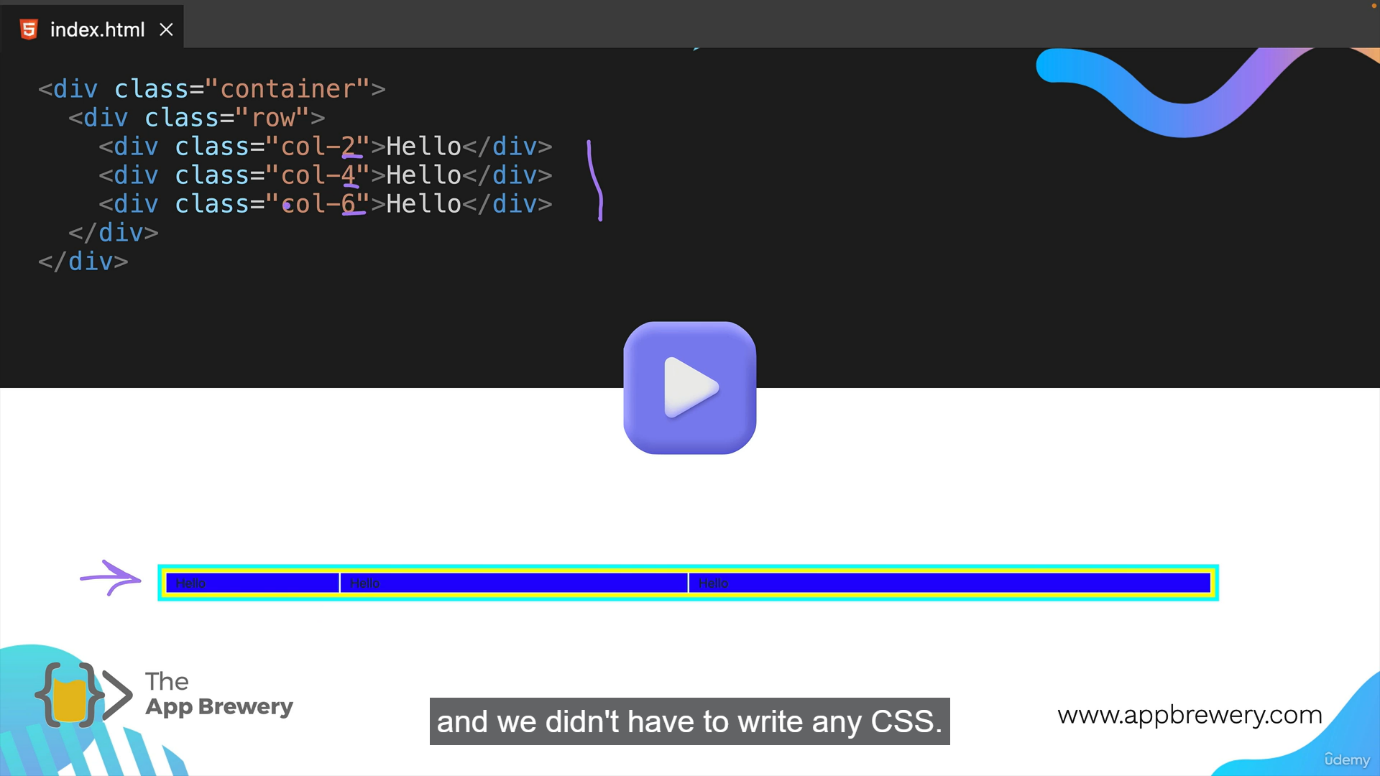 index.html
<div class="container">
<div class="row">
<div class="col-2">Hello</div>
<div class="col-4">Hello</div>
<div class="col-6">Hello</div>
</div>
</div>
Hello Hello Hello
The
App Brewery
and we didn't have to write any CSS.
www.appbrewery.com
ûdemy